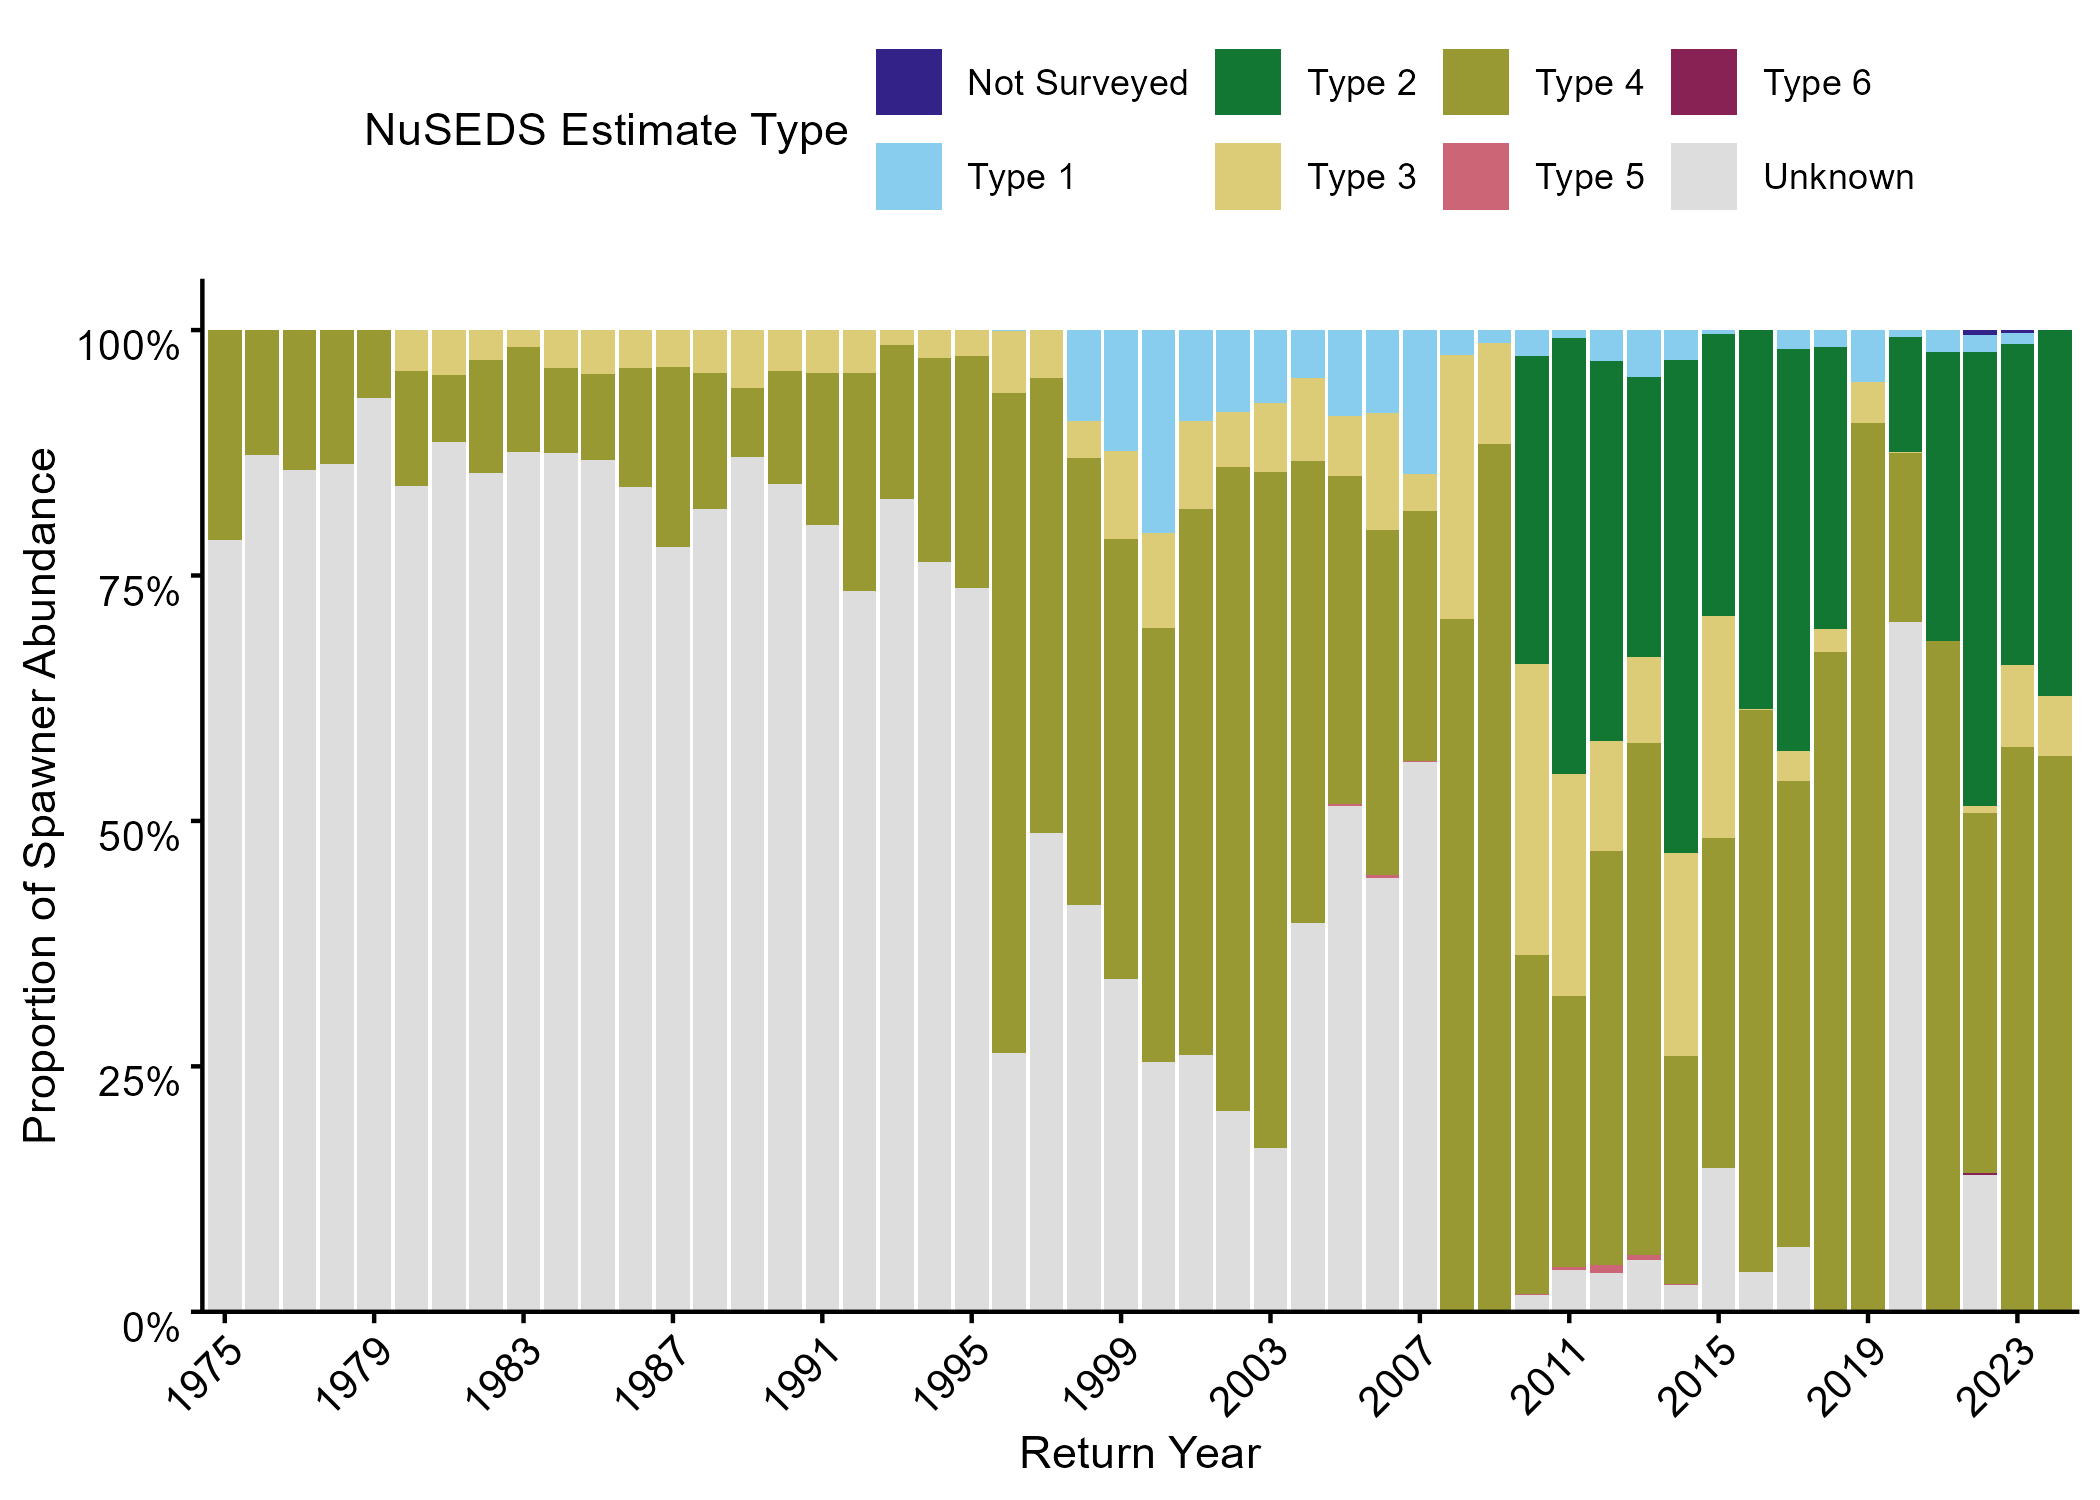 NuSEDS Estimate Type
Not Surveyed
Type 2
Type 4
Type 6
Type 1
Type 3
Type 5
Unknown
Proportion of Spawner Abundance
100%
75%
50%
25%
0%
1975
1979
1983
1987
1991
1995
1999
2003
2007
2011
2015
2019
2023
Return Year